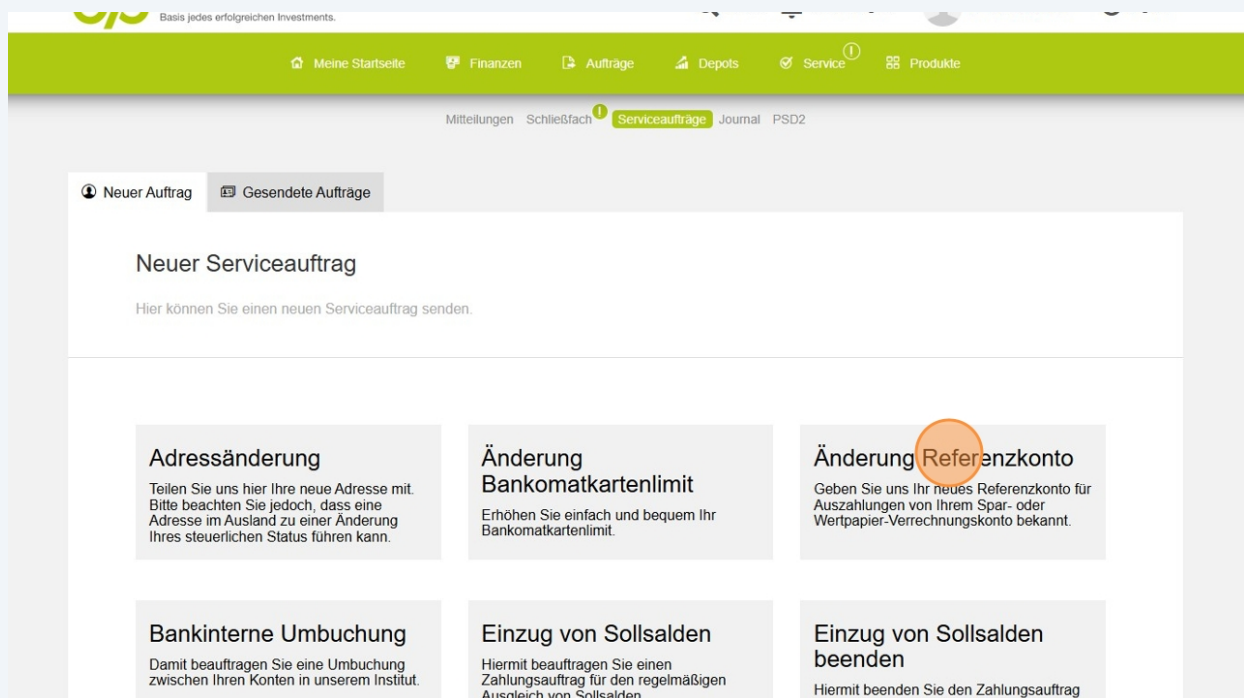 Basis jedes erfolgreichen Investments.
Meine Startseite Finanzen Aufträge Depots Service Produkte
Mitteilungen Schließfach Serviceaufträge Journal PSD2
Neuer Auftrag Gesendete Aufträge
Neuer Serviceauftrag
Hier können Sie einen neuen Serviceauftrag senden.
Adressänderung
Teilen Sie uns hier Ihre neue Adresse mit.
Bitte beachten Sie jedoch, dass eine
Adresse im Ausland zu einer Änderung
Ihres steuerlichen Status führen kann.
Änderung
Bankomatkartenlimit
Erhöhen Sie einfach und bequem Ihr
Bankomatkartenlimit.
Änderung Referenzkonto
Geben Sie uns Ihr neues Referenzkonto für
Auszahlungen von Ihrem Spar- oder
Wertpapier-Verrechnungskonto bekannt.
Bankinterne Umbuchung
Damit beauftragen Sie eine Umbuchung
zwischen Ihren Konten in unserem Institut.
Einzug von Sollsalden
Hiermit beauftragen Sie einen
Zahlungsauftrag für den regelmäßigen
Ausgleich von Sollsalden
Einzug von Sollsalden
beenden
Hiermit beenden Sie den Zahlungsauftrag